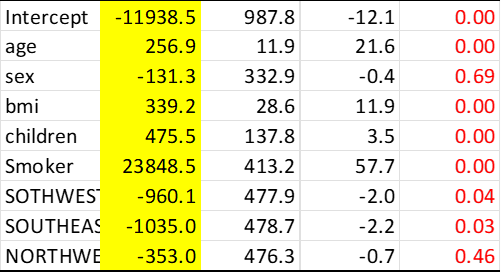 Intercept -11938.5 987.8 -12.1 0.00
age 256.9 11.9 21.6 0.00
sex -131.3 332.9 -0.4 0.69
bmi 339.2 28.6 11.9 0.00
children 475.5 137.8 3.5 0.00
Smoker 23848.5 413.2 57.7 0.00
SOTHWEST -960.1 477.9 -2.0 0.04
SOUTHEAS -1035.0 478.7 -2.2 0.03
NORTHWE -353.0 476.3 -0.7 0.46